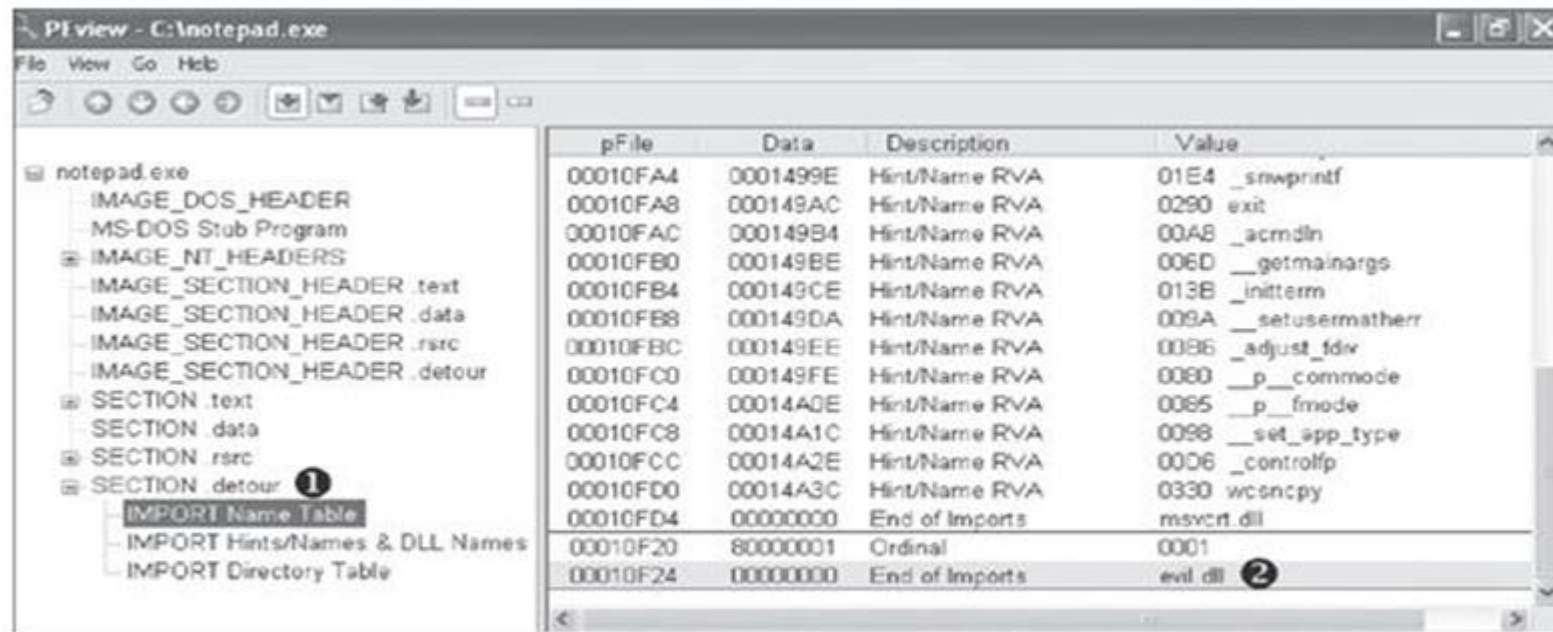 PEview - C:\notepad.exe
File View Go Help
pFile Data Description Value
notepad.exe
IMAGE_DOS_HEADER
MS-DOS Stub Program
IMAGE_NT_HEADERS
IMAGE_SECTION_HEADER .text
IMAGE_SECTION_HEADER .data
IMAGE_SECTION_HEADER .rsrc
IMAGE_SECTION_HEADER .detour
SECTION .text
SECTION .data
SECTION .rsrc
SECTION .detour ❶
IMPORT Name Table
IMPORT Hints/Names & DLL Names
IMPORT Directory Table
00010FA4 0001499E Hint/Name RVA 01E4 _snwprintf
00010FA8 000149AC Hint/Name RVA 0290 exit
00010FAC 000149B4 Hint/Name RVA 00A8 _acmdln
00010FB0 000149BE Hint/Name RVA 006D __getmainargs
00010FB4 000149CE Hint/Name RVA 013B _initterm
00010FB8 000149DA Hint/Name RVA 009A __setusermatherr
00010FBC 000149EE Hint/Name RVA 00B6 _adjust_fdiv
00010FC0 000149FE Hint/Name RVA 0080 __p__commode
00010FC4 00014A0E Hint/Name RVA 0085 __p__fmode
00010FC8 00014A1C Hint/Name RVA 0098 __set_app_type
00010FCC 00014A2E Hint/Name RVA 00D6 _controlfp
00010FD0 00014A3C Hint/Name RVA 0330 wcsncpy
00010FD4 00000000 End of Imports msvcrt.dll
00010F20 80000001 Ordinal 0001
00010F24 00000000 End of Imports evil.dll ❷